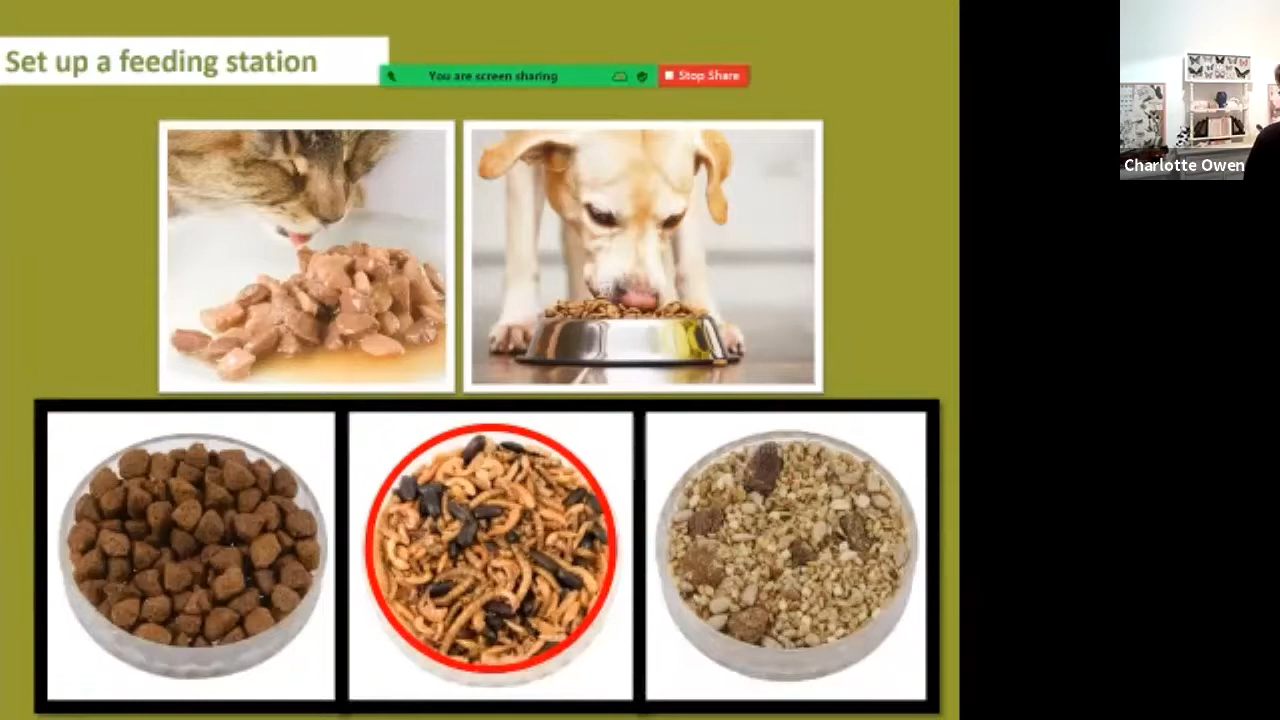 Set up a feeding station
You are screen sharing
Stop Share
Charlotte Owen